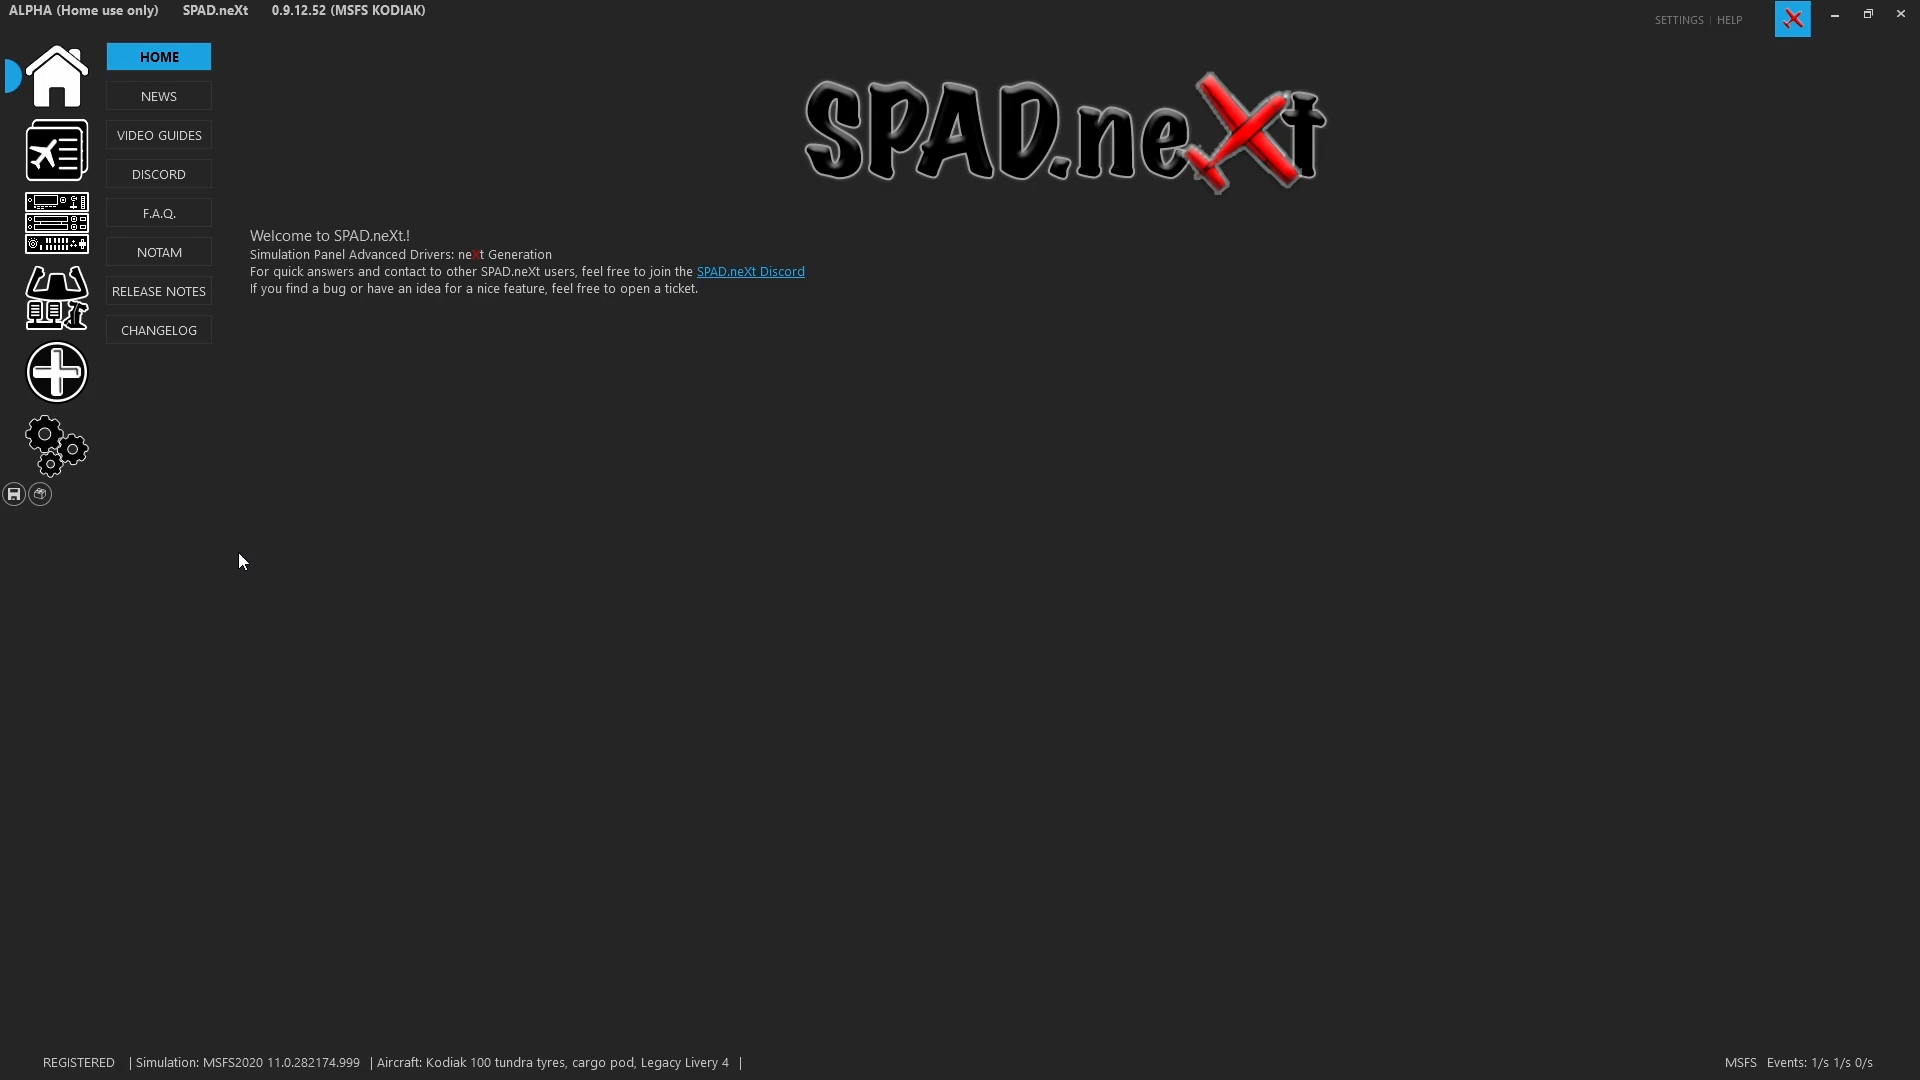 ALPHA (Home use only) SPAD.neXt 0.9.12.52 (MSFS KODIAK)
SETTINGS | HELP
HOME
NEWS
VIDEO GUIDES
DISCORD
F.A.Q.
NOTAM
RELEASE NOTES
CHANGELOG
SPAD.neXt
Welcome to SPAD.neXt.!
Simulation Panel Advanced Drivers: neXt Generation
For quick answers and contact to other SPAD.neXt users, feel free to join the SPAD.neXt Discord
If you find a bug or have an idea for a nice feature, feel free to open a ticket.
REGISTERED | Simulation: MSFS2020 11.0.282174.999 | Aircraft: Kodiak 100 tundra tyres, cargo pod, Legacy Livery 4 |
MSFS Events: 1/s 1/s 0/s